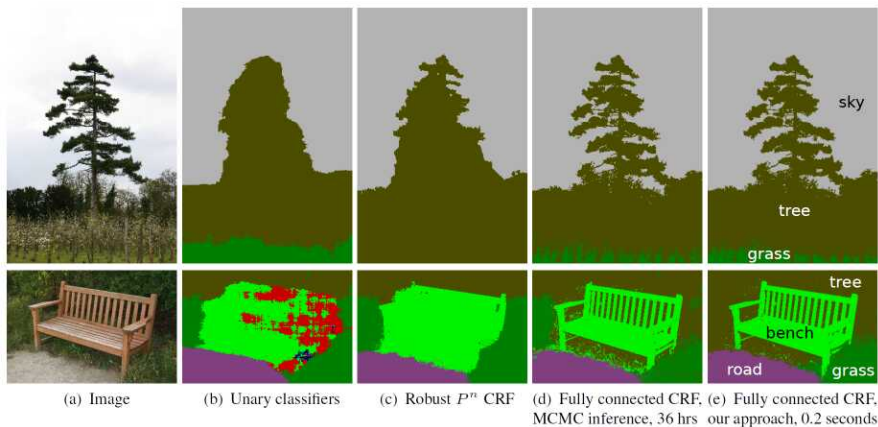 sky
tree
grass
tree
bench
road
grass
(a) Image
(b) Unary classifiers
(c) Robust Pⁿ CRF
(d) Fully connected CRF,
MCMC inference, 36 hrs
(e) Fully connected CRF,
our approach, 0.2 seconds